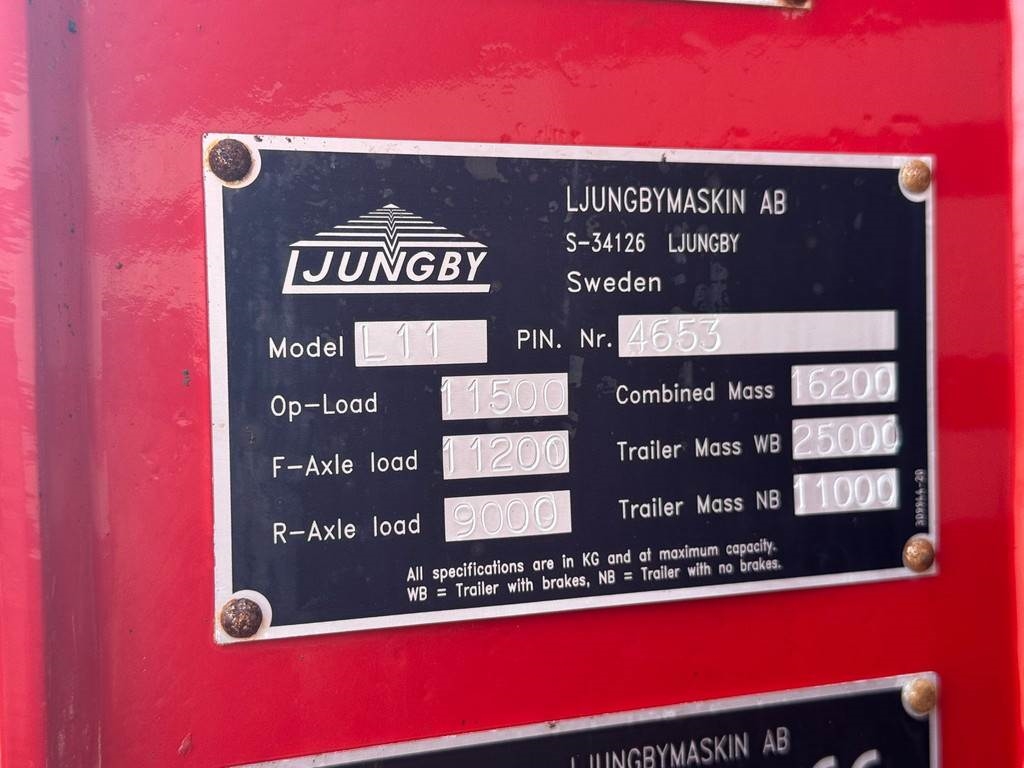 LJUNGBY
LJUNGBYMASKIN AB
S-34126 LJUNGBY
Sweden
Model L11 PIN. Nr. 4653
Op-Load 11500 Combined Mass 16200
F-Axle load 11200 Trailer Mass WB 25000
R-Axle load 9000 Trailer Mass NB 11000
All specifications are in KG and at maximum capacity.
WB = Trailer with brakes, NB = Trailer with no brakes.
LJUNGBYMASKIN AB